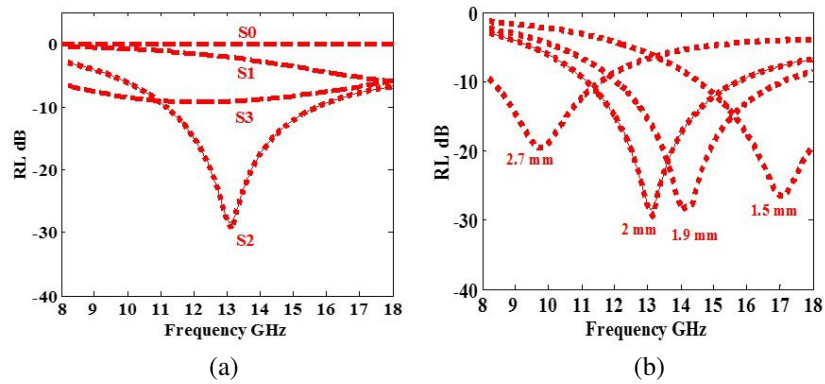 0
-10
-20
-30
-40
RL dB
S0
S1
S3
S2
8 9 10 11 12 13 14 15 16 17 18
Frequency GHz
(a)
0
-10
-20
-30
-40
RL dB
2.7 mm
2 mm
1.9 mm
1.5 mm
8 9 10 11 12 13 14 15 16 17 18
Frequency GHz
(b)